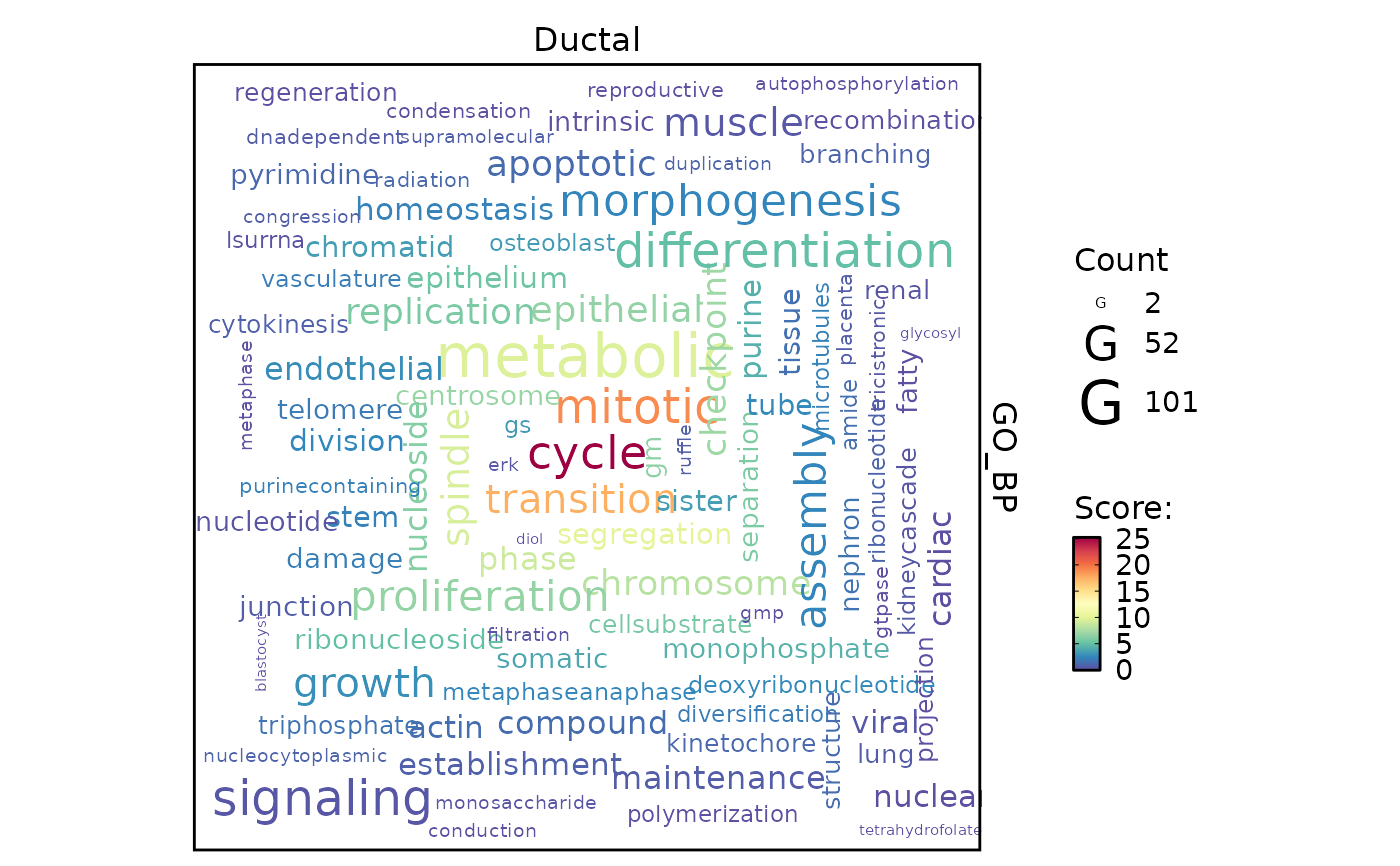 Ductal
regeneration
reproductive
autophosphorylation
condensation
intrinsic
muscle
recombination
dnadependent
supramolecular
apoptotic
duplication
branching
pyrimidine
radiation
homeostasis
morphogenesis
congression
lsurrna
chromatid
osteoblast
differentiation
vasculature
epithelium
checkpoint
purine
tissue
microtubules
placenta
renal
cytokinesis
replication
epithelial
tricistronic
glycosyl
metaphase
endothelial
metabolic
fatty
centrosome
mitotic
tube
amide
telomere
nucleoside
spindle
gs
division
erk
cycle
gm
ruffle
separation
assembly
ribonucleotide
purinecontaining
transition
sister
nephron
kidneycascade
cardiac
nucleotide
stem
diol
segregation
damage
phase
chromosome
gtpase
junction
proliferation
gmp
blastocyst
ribonucleoside
filtration
cellsubstrate
somatic
monophosphate
projection
growth
metaphaseanaphase
deoxyribonucleotide
triphosphate
actin
compound
diversification
structure
viral
kinetochore
lung
nucleocytoplasmic
establishment
maintenance
signaling
monosaccharide
polymerization
nuclear
conduction
tetrahydrofolate
GO_BP
Count
G 2
G 52
G 101
Score:
25
20
15
10
5
0